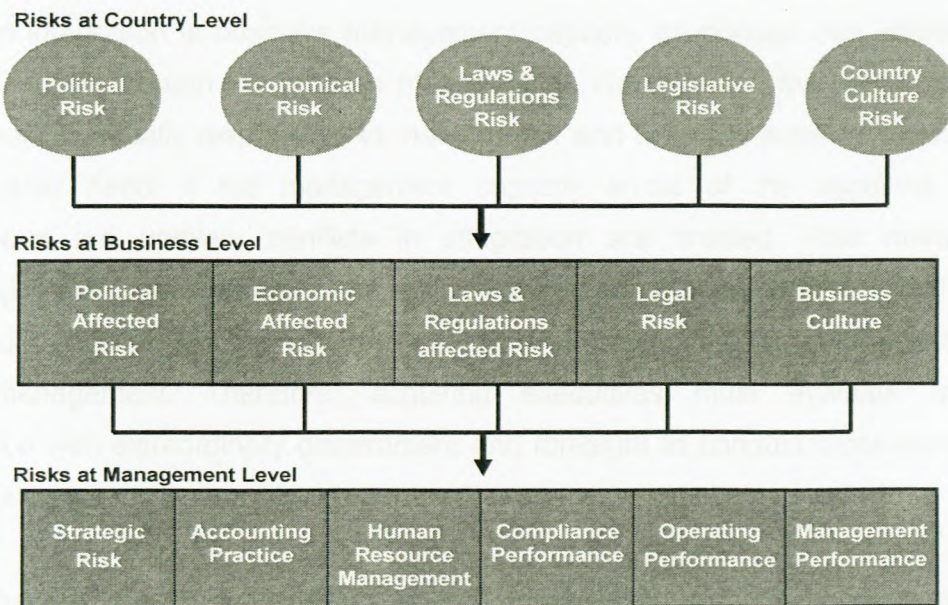 Risks at Country Level
Political
Risk
Economical
Risk
Laws &
Regulations
Risk
Legislative
Risk
Country
Culture
Risk
Risks at Business Level
Political
Affected
Risk
Economic
Affected
Risk
Laws &
Regulations
affected Risk
Legal
Risk
Business
Culture
Risks at Management Level
Strategic
Risk
Accounting
Practice
Human
Resource
Management
Compliance
Performance
Operating
Performance
Management
Performance